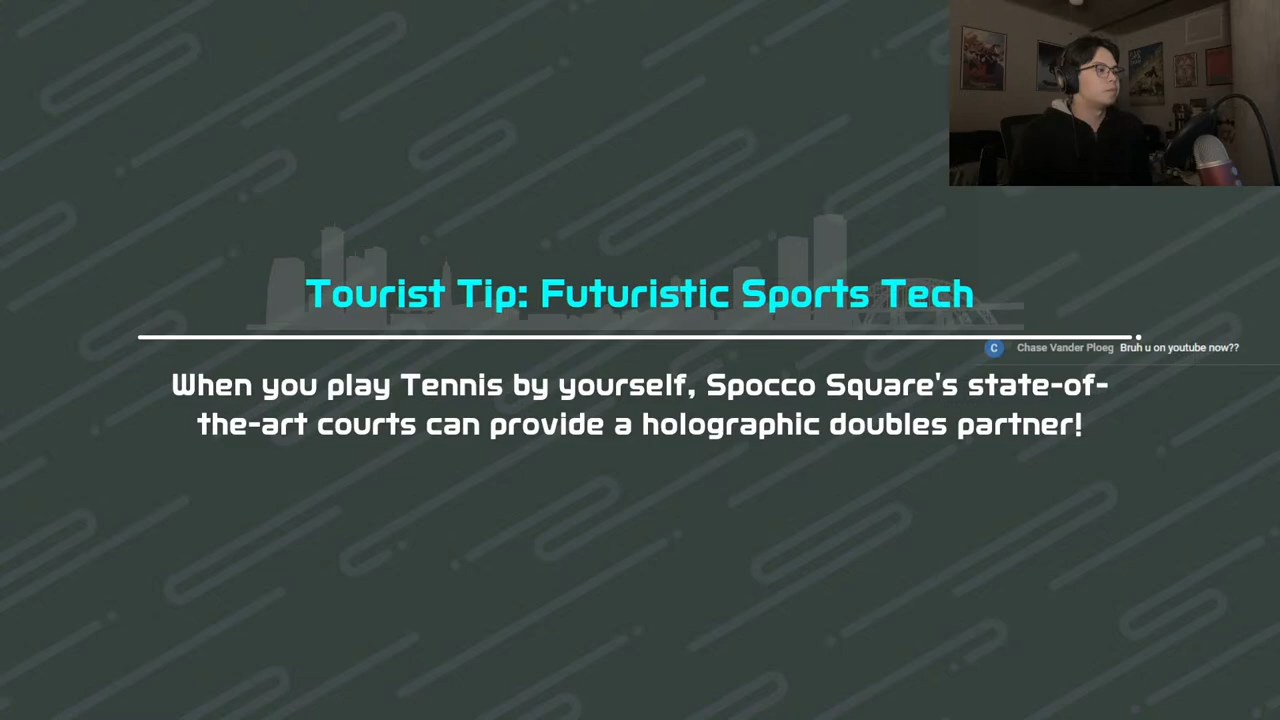 Tourist Tip: Futuristic Sports Tech
C Chase Vander Ploeg Bruh u on youtube now??
When you play Tennis by yourself, Spocco Square's state-of-
the-art courts can provide a holographic doubles partner!